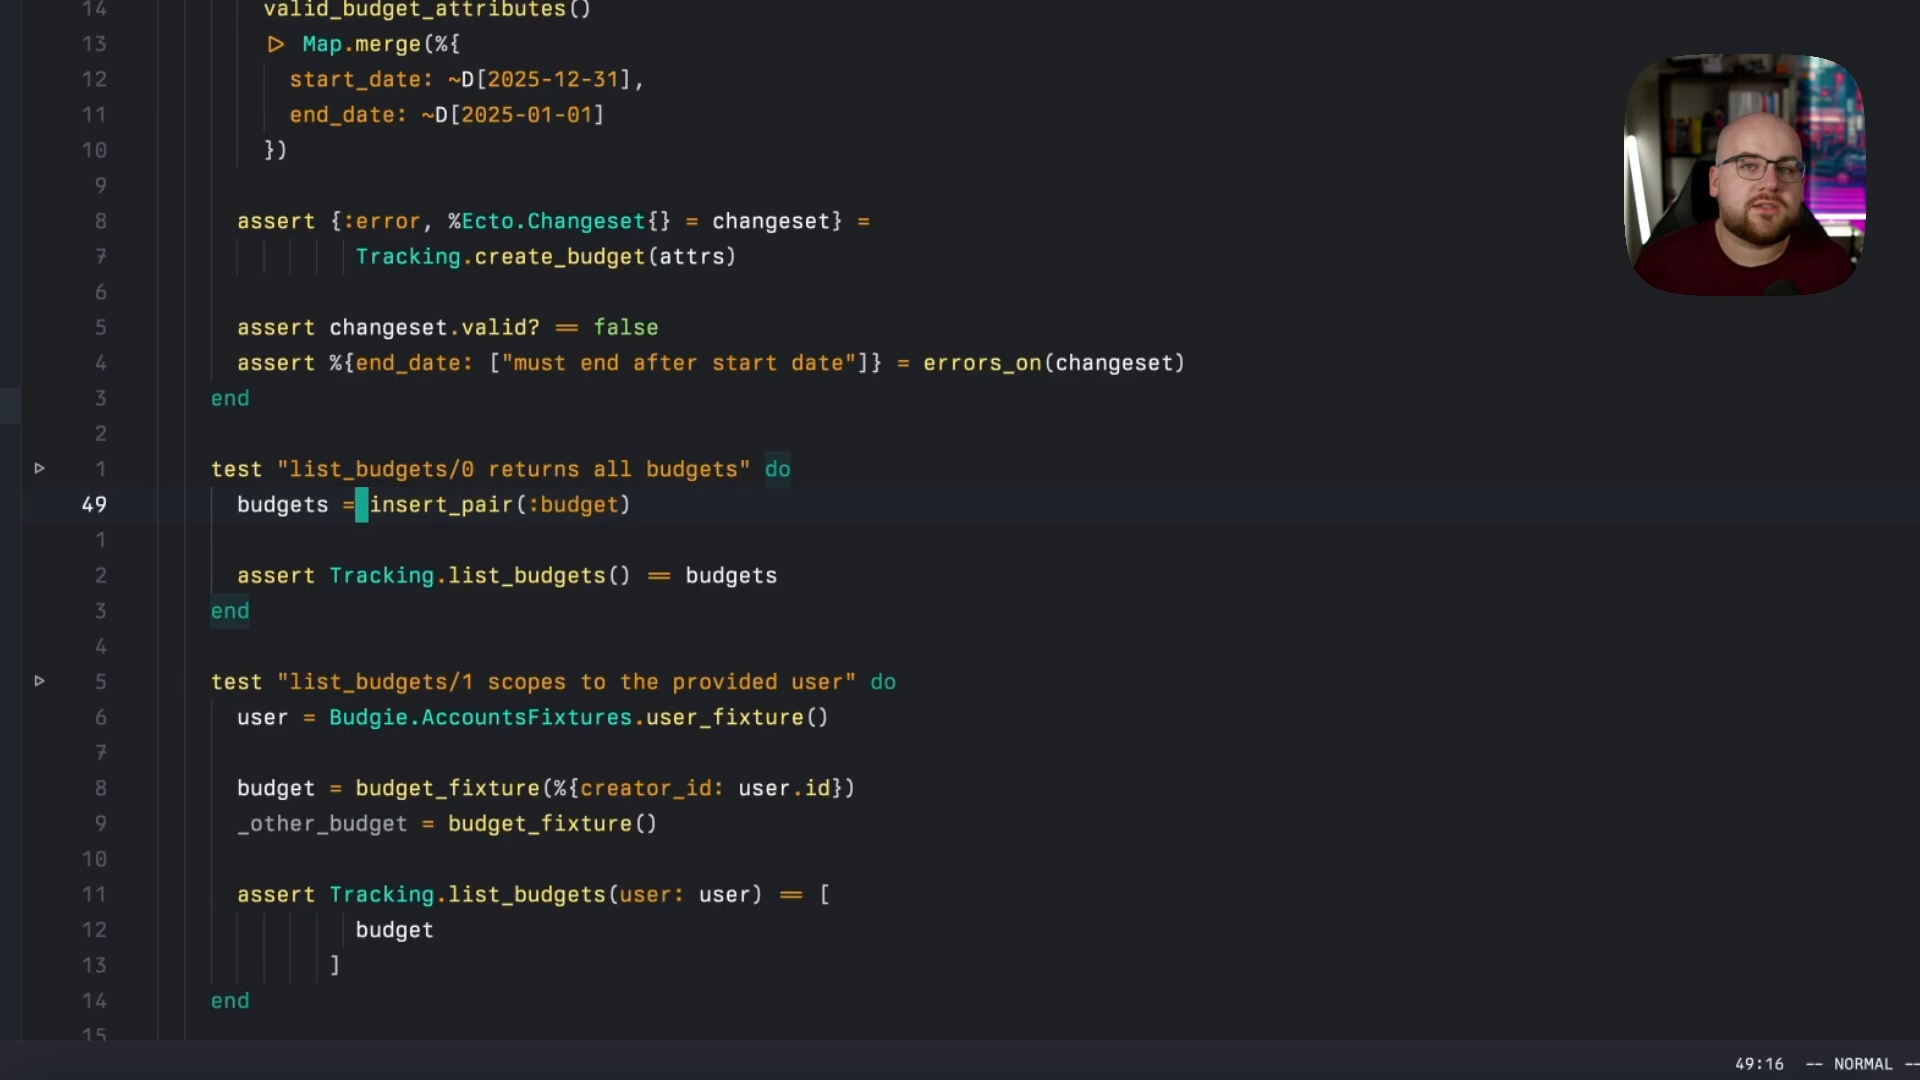 14 valid_budget_attributes()
13 ▷ Map.merge(%{
12 start_date: ~D[2025-12-31],
11 end_date: ~D[2025-01-01]
10 })
9
8 assert {:error, %Ecto.Changeset{} = changeset} =
7 Tracking.create_budget(attrs)
6
5 assert changeset.valid? == false
4 assert %{end_date: ["must end after start date"]} = errors_on(changeset)
3 end
2
1 test "list_budgets/0 returns all budgets" do
49 budgets = insert_pair(:budget)
1
2 assert Tracking.list_budgets() == budgets
3 end
4
5 test "list_budgets/1 scopes to the provided user" do
6 user = Budgie.AccountsFixtures.user_fixture()
7
8 budget = budget_fixture(%{creator_id: user.id})
9 _other_budget = budget_fixture()
10
11 assert Tracking.list_budgets(user: user) == [
12 budget
13 ]
14 end
15
49:16 -- NORMAL --